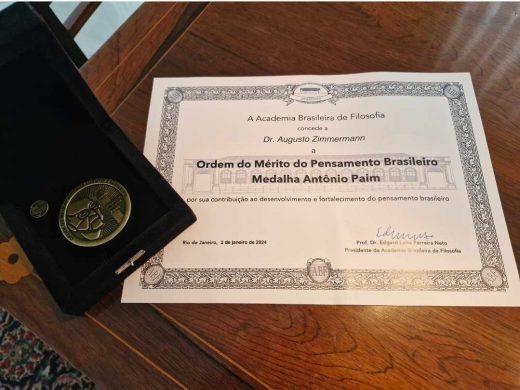 A Academia Brasileira de Filosofia
concede a
Dr. Augusto Zimmermann
a
Ordem do Mérito do Pensamento Brasileiro
Medalha Antônio Paim
por sua contribuição ao desenvolvimento e fortalecimento do pensamento brasileiro
Rio de Janeiro, 2 de janeiro de 2024
Prof. Dr. Edgard Leite Ferreira Neto
Presidente da Academia Brasileira de Filosofia
ABF